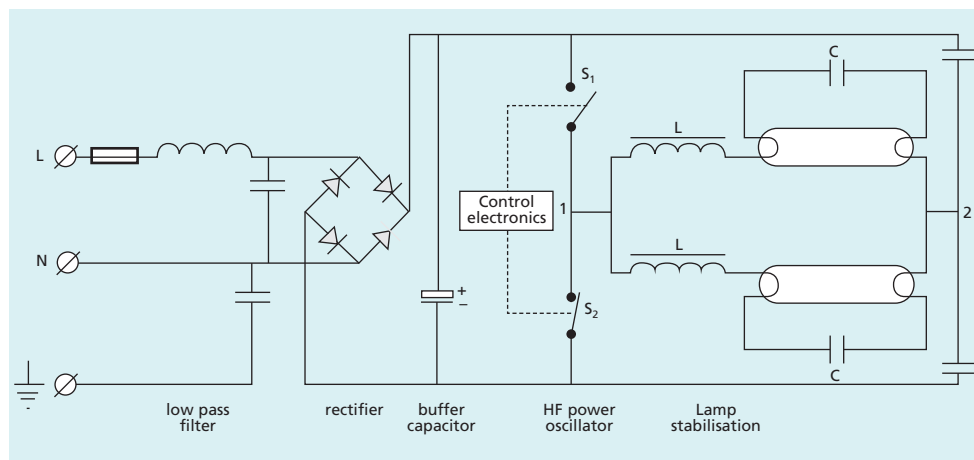 C
S1
L
L
Control
electronics
1
2
N
L
+
–
S2
C
low pass
filter
rectifier
buffer
capacitor
HF power
oscillator
Lamp
stabilisation